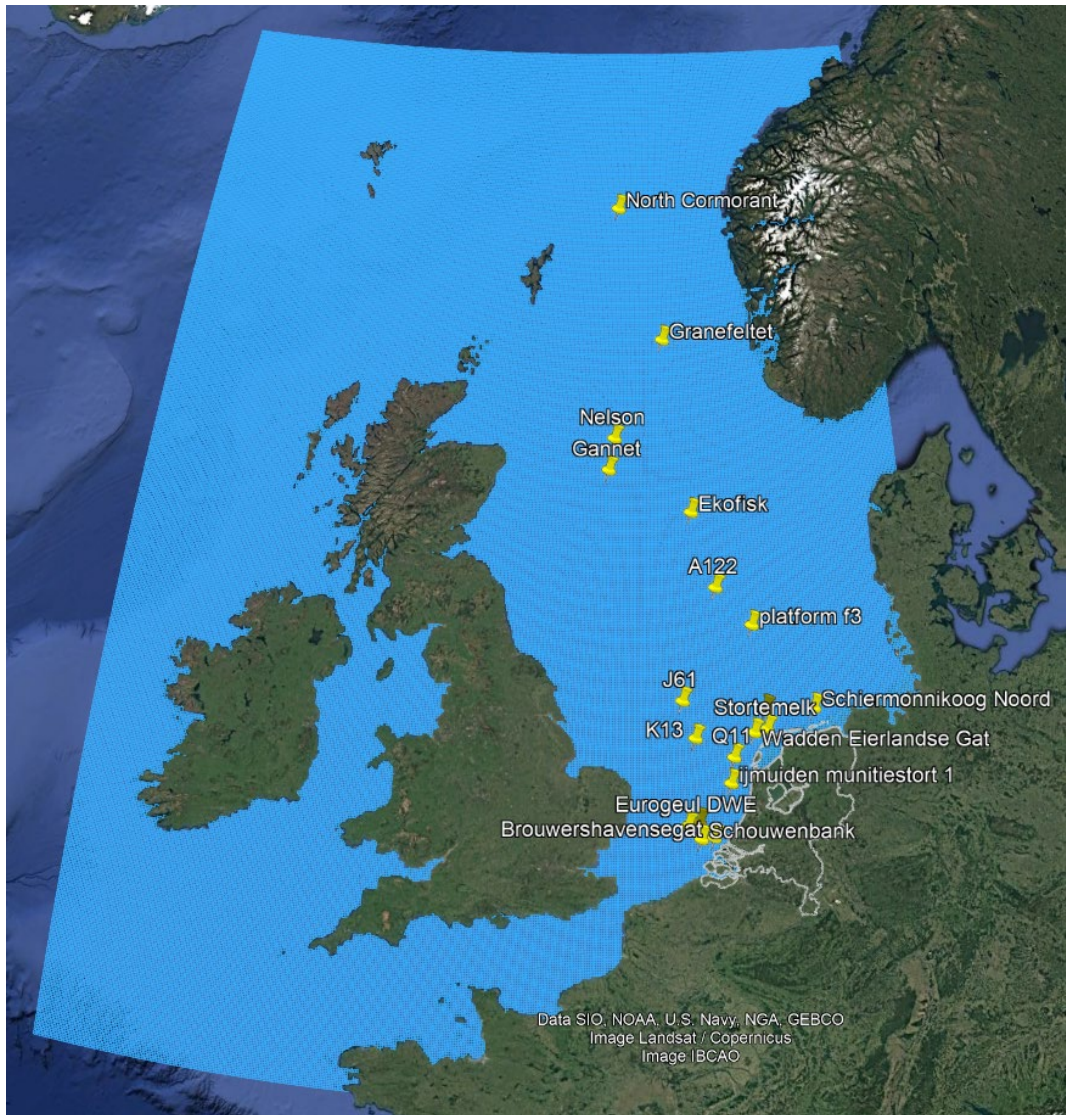 North Cormorant
Granefeltet
Nelson
Gannet
Ekofisk
A122
platform f3
J61
Schiermonnikoog Noord
Stortemelk
K13
Q11
Wadden Eierlandse Gat
ijmuiden munitiestort 1
Eurogeul DWE
Brouwershavensegat
Schouwenbank
Data SIO, NOAA, U.S. Navy, NGA, GEBCO
Image Landsat / Copernicus
Image IBCAO